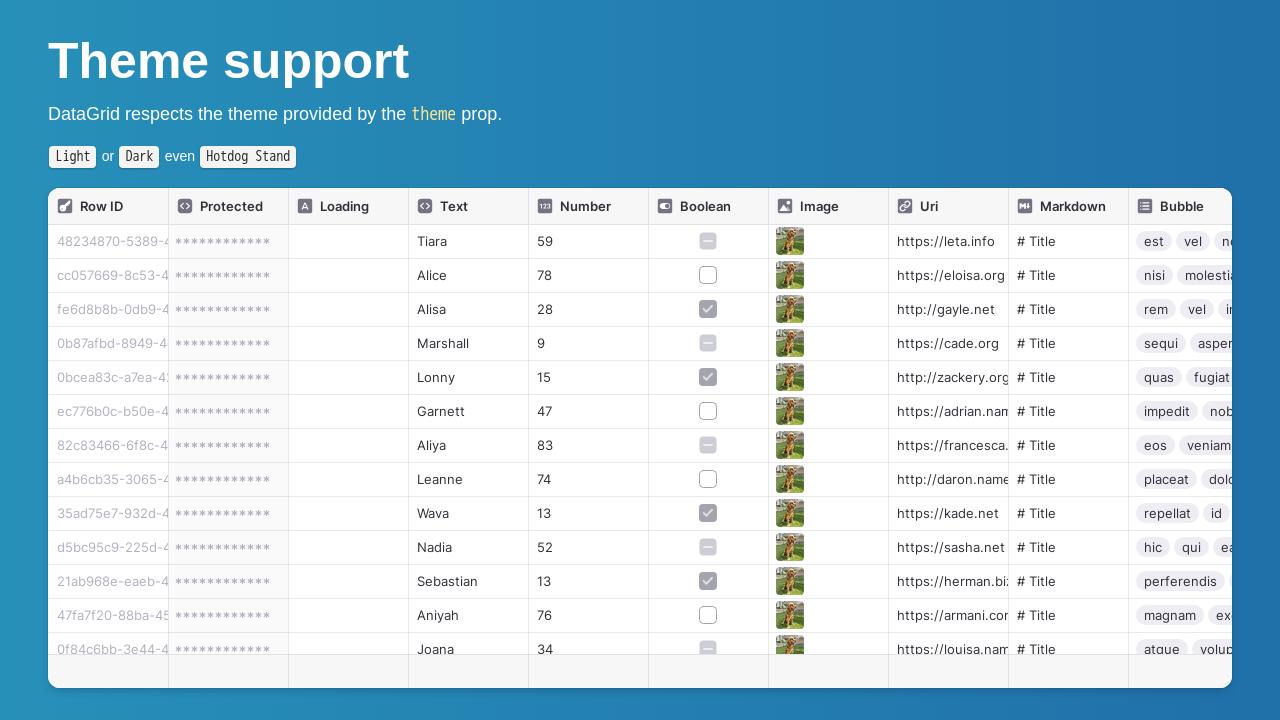 Theme support
DataGrid respects the theme provided by the theme prop.
Light or Dark even Hotdog Stand
Row ID Protected Loading Text Number Boolean Image Uri Markdown Bubble
48234870-5389-4 ************ Tiara 59 https://leta.info # Title est vel
cc057669-8c53-4 ************ Alice 78 https://eloisa.org # Title nisi molestia
fe6d8b8b-0db9-4 ************ Alisa 28 http://gayle.net # Title rem vel
0b87afbd-8949-4 ************ Marshall 9 https://cade.org # Title sequi asper
0bcea83c-a7ea-4 ************ Lonny 15 http://zackery.org # Title quas fugiat
ec776b0c-b50e-4 ************ Garnett 47 https://adrian.nam # Title impedit nob
82383466-6f8c-4 ************ Aliya 83 https://francesca. # Title eos veniam
a4b6cb35-3065-4 ************ Leanne 74 http://daron.name # Title placeat dolo
35ad75e7-932d-4 ************ Wava 13 https://kade.net # Title repellat id
d5bc95c9-225d-4 ************ Nadia 52 https://sasha.net # Title hic qui ea
21ab968e-eaeb-4 ************ Sebastian 13 https://herman.biz # Title perferendis
47fa7f20-88ba-45 ************ Aniyah 76 https://armani.com # Title magnam ex
************ Joana 34 https://louisa.nam # Title atque volup